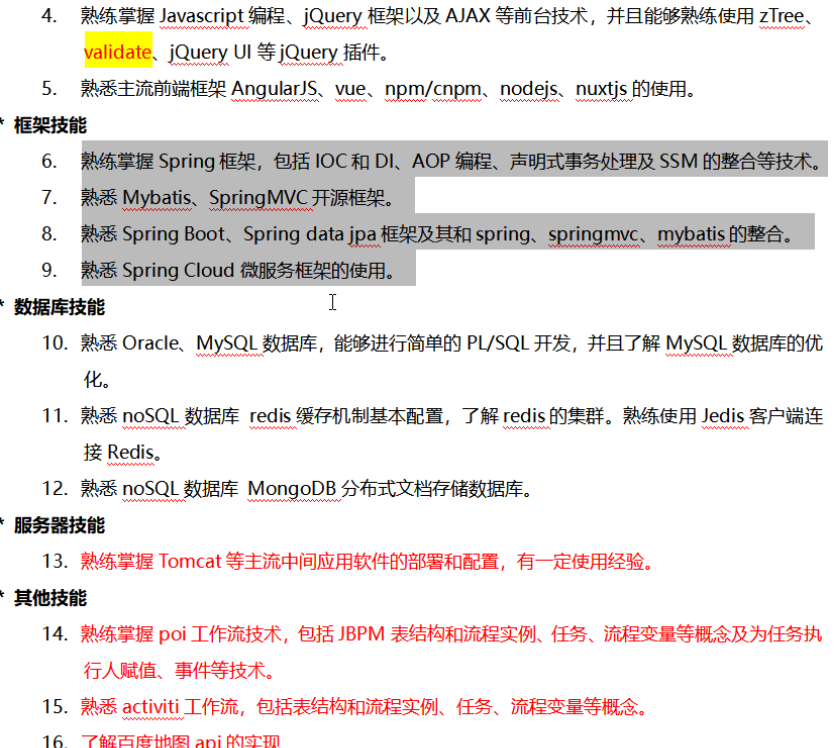 4. 熟练掌握 Javascript 编程、jQuery 框架以及 AJAX 等前台技术，并且能够熟练使用 zTree、
validate、jQuery UI 等 jQuery 插件。
5. 熟悉主流前端框架 AngularJS、vue、npm/cnpm、nodejs、nuxtjs 的使用。
* 框架技能
6. 熟练掌握 Spring 框架，包括 IOC 和 DI、AOP 编程、声明式事务处理及 SSM 的整合等技术。
7. 熟悉 Mybatis、SpringMVC 开源框架。
8. 熟悉 Spring Boot、Spring data jpa 框架及其和 spring、springmvc、mybatis 的整合。
9. 熟悉 Spring Cloud 微服务框架的使用。
* 数据库技能
10. 熟悉 Oracle、MySQL 数据库，能够进行简单的 PL/SQL 开发，并且了解 MySQL 数据库的优
化。
11. 熟悉 noSQL 数据库 redis 缓存机制基本配置，了解 redis 的集群。熟练使用 Jedis 客户端连
接 Redis。
12. 熟悉 noSQL 数据库 MongoDB 分布式文档存储数据库。
* 服务器技能
13. 熟练掌握 Tomcat 等主流中间应用软件的部署和配置，有一定使用经验。
* 其他技能
14. 熟练掌握 poi 工作流技术，包括 JBPM 表结构和流程实例、任务、流程变量等概念及为任务执
行人赋值、事件等技术。
15. 熟悉 activiti 工作流，包括表结构和流程实例、任务、流程变量等概念。
16. 了解百度地图 api 的实现